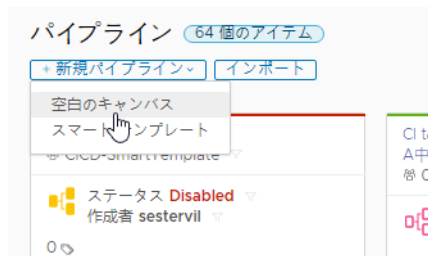 パイプライン 64 個のアイテム
+ 新規パイプライン インポート
空白のキャンバス
スマート ンプレート
CICD-SmartTemplate
ステータス Disabled
作成者 sestervil
0
CI t
A中